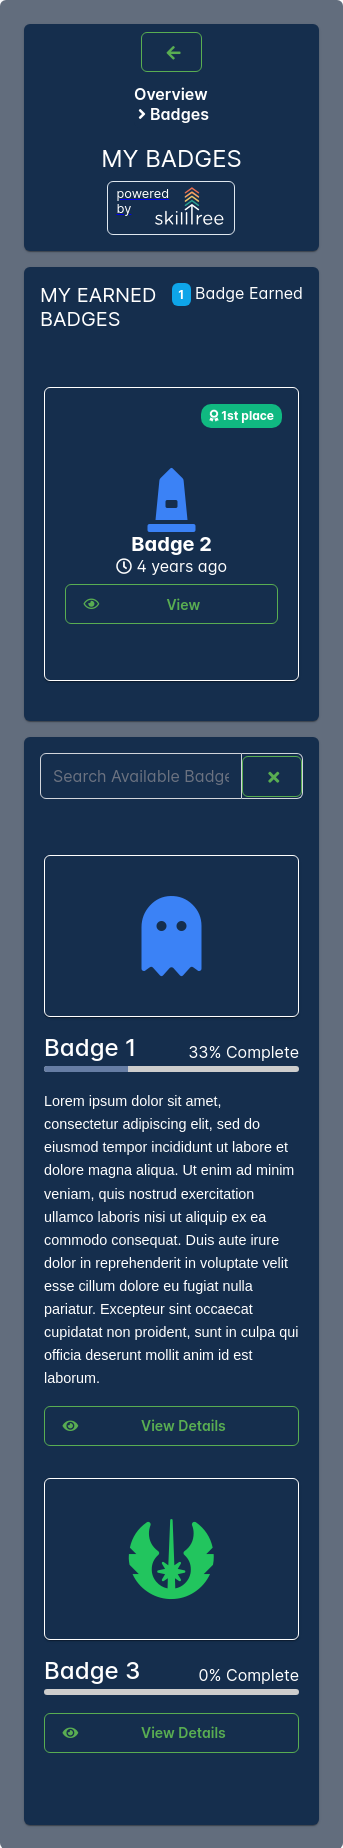 Overview
Badges
MY BADGES
powered
by
skilltree
MY EARNED
BADGES
1 Badge Earned
1st place
Badge 2
4 years ago
View
Search Available Badge
Badge 1
33% Complete
Lorem ipsum dolor sit amet,
consectetur adipiscing elit, sed do
eiusmod tempor incididunt ut labore et
dolore magna aliqua. Ut enim ad minim
veniam, quis nostrud exercitation
ullamco laboris nisi ut aliquip ex ea
commodo consequat. Duis aute irure
dolor in reprehenderit in voluptate velit
esse cillum dolore eu fugiat nulla
pariatur. Excepteur sint occaecat
cupidatat non proident, sunt in culpa qui
officia deserunt mollit anim id est
laborum.
View Details
Badge 3
0% Complete
View Details